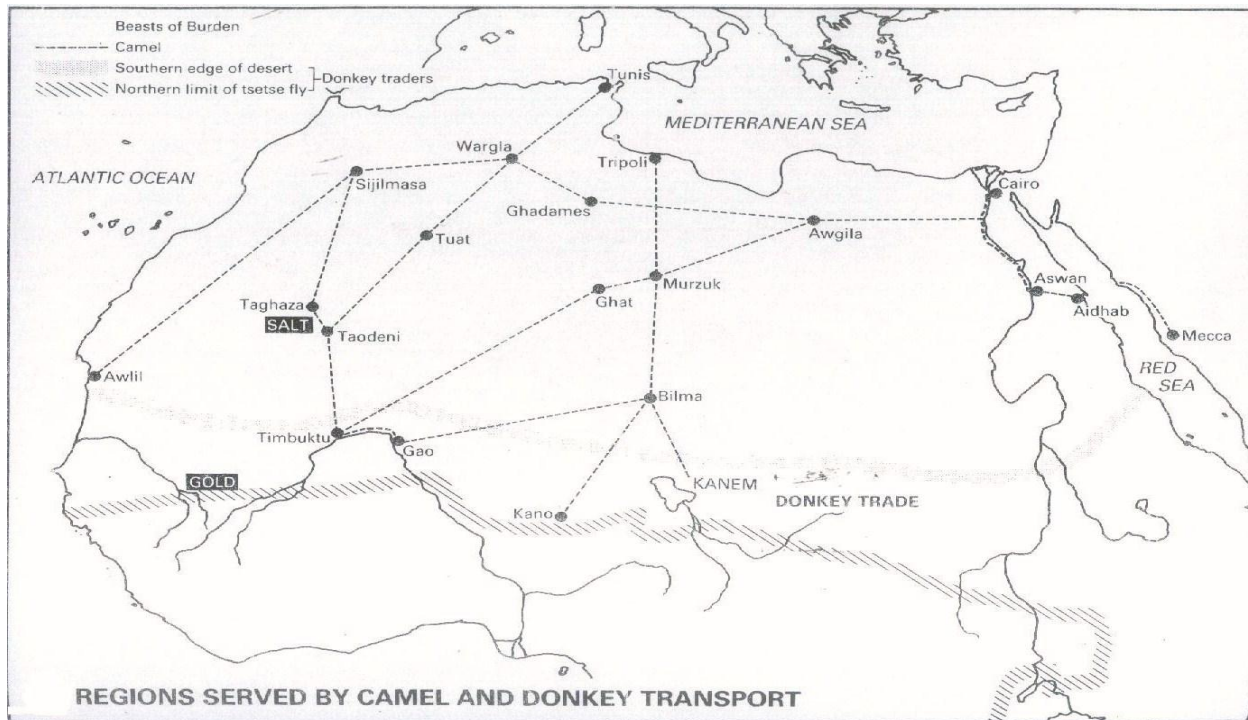 Beasts of Burden
Camel
Southern edge of desert
Donkey traders
Northern limit of tsetse fly
Tunis
MEDITERRANEAN SEA
Wargla
Tripoli
ATLANTIC OCEAN
Sijilmasa
Cairo
Ghadames
Awgila
Tuat
Murzuk
Aswan
Ghat
Taghaza
Aidhab
SALT
Taodeni
Mecca
RED
SEA
Awlil
Bilma
Timbuktu
Gao
GOLD
KANEM
DONKEY TRADE
Kano
REGIONS SERVED BY CAMEL AND DONKEY TRANSPORT